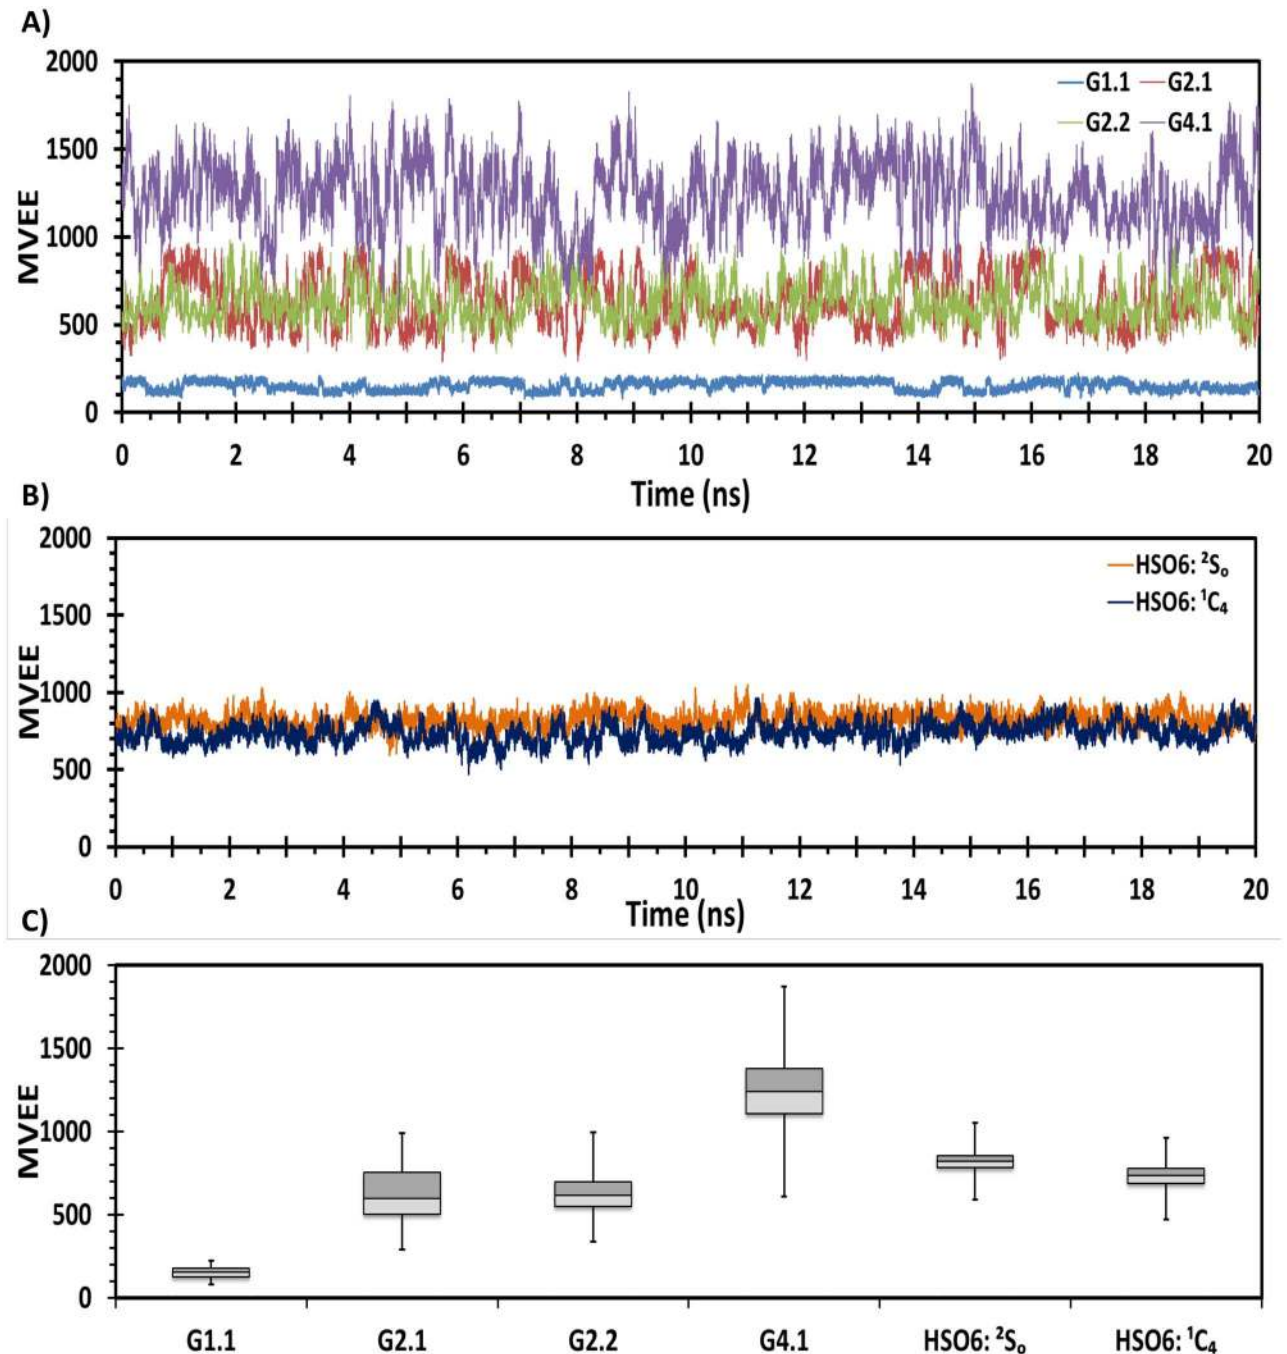 A)
MVEE
2000
1500
1000
500
0
G1.1 G2.1
G2.2 G4.1
0 2 4 6 8 10 12 14 16 18 20
Time (ns)
B)
MVEE
2000
1500
1000
500
0
HSO6: ²Sₒ
HSO6: ¹C₄
0 2 4 6 8 10 12 14 16 18 20
Time (ns)
C)
MVEE
2000
1500
1000
500
0
G1.1 G2.1 G2.2 G4.1 HSO6: ²Sₒ HSO6: ¹C₄